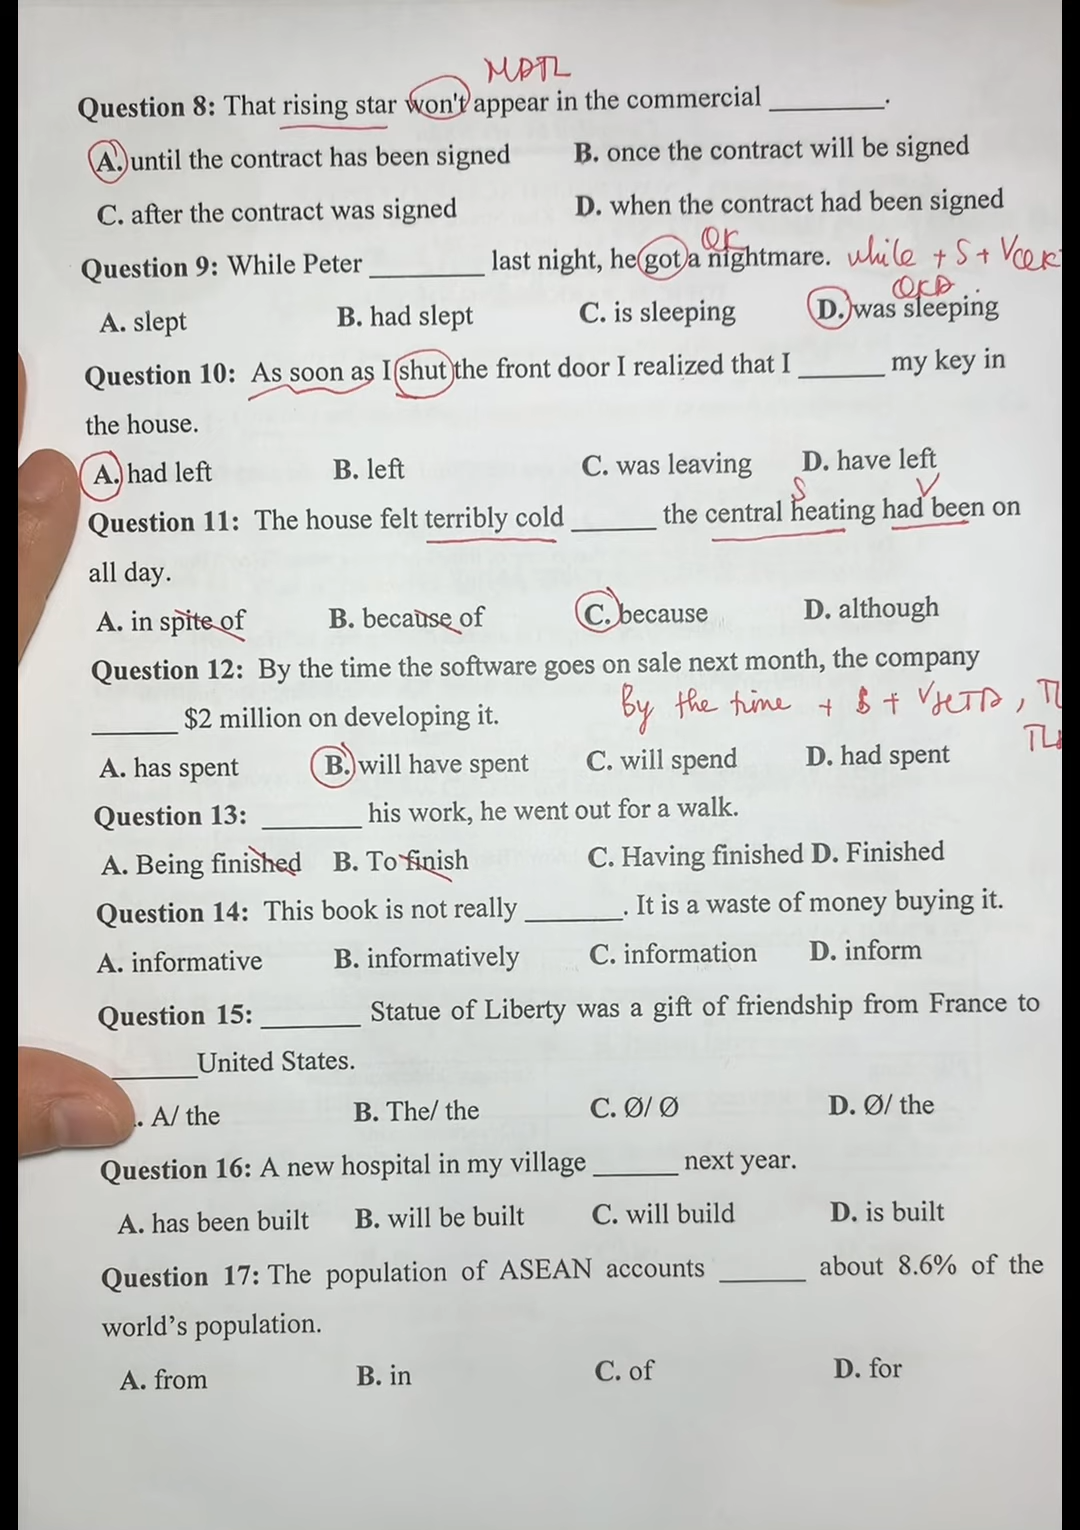 MĐTL
Question 8: That rising star won't appear in the commercial ________.
A. until the contract has been signed B. once the contract will be signed
C. after the contract was signed D. when the contract had been signed
QK
Question 9: While Peter ________ last night, he got a nightmare. while + S + V
QKD
A. slept B. had slept C. is sleeping D. was sleeping
Question 10: As soon as I shut the front door I realized that I ______ my key in
the house.
A. had left B. left C. was leaving D. have left
S V
Question 11: The house felt terribly cold ______ the central heating had been on
all day.
A. in spite of B. because of C. because D. although
Question 12: By the time the software goes on sale next month, the company
______ $2 million on developing it. By the time + S + V HTĐ,
A. has spent B. will have spent C. will spend D. had spent
Question 13: _______ his work, he went out for a walk.
A. Being finished B. To finish C. Having finished D. Finished
Question 14: This book is not really _______. It is a waste of money buying it.
A. informative B. informatively C. information D. inform
Question 15: _______ Statue of Liberty was a gift of friendship from France to
______United States.
. A/ the B. The/ the C. Ø/ Ø D. Ø/ the
Question 16: A new hospital in my village ______ next year.
A. has been built B. will be built C. will build D. is built
Question 17: The population of ASEAN accounts ______ about 8.6% of the
world's population.
A. from B. in C. of D. for